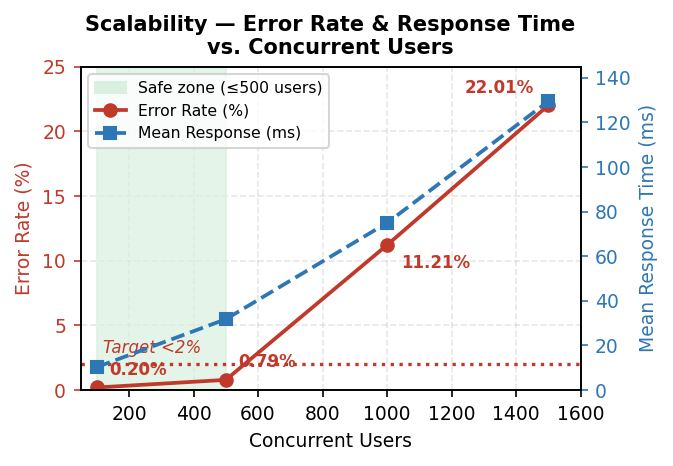 Scalability — Error Rate & Response Time
vs. Concurrent Users
Safe zone (≤500 users)
Error Rate (%)
Mean Response (ms)
22.01%
11.21%
Target <2%
0.20%
0.79%
25
20
15
10
5
0
Error Rate (%)
140
120
100
80
60
40
20
0
Mean Response Time (ms)
200 400 600 800 1000 1200 1400 1600
Concurrent Users